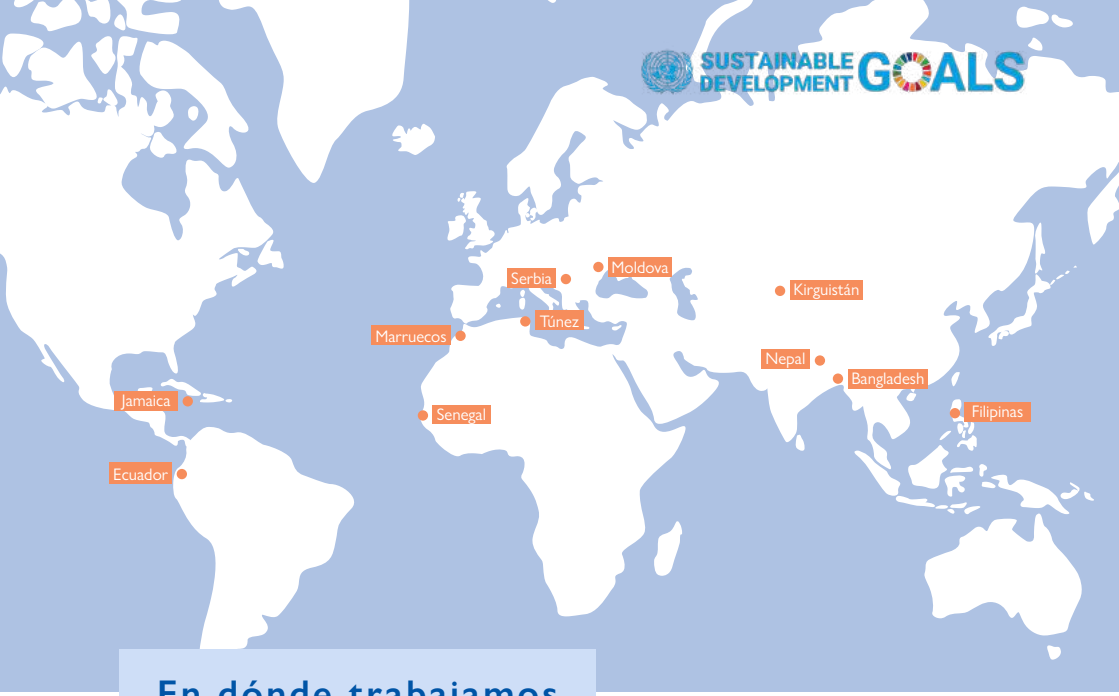 SUSTAINABLE
DEVELOPMENT
GOALS
Moldova
Serbia
Kirguistán
Túnez
Marruecos
Nepal
Bangladesh
Jamaica
Senegal
Filipinas
Ecuador
En dónde trabajamos